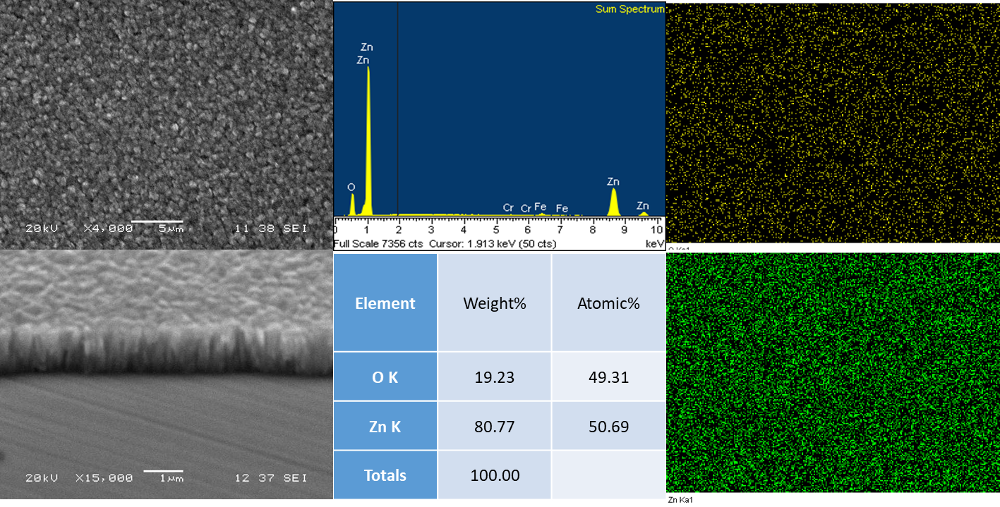 20kV X4,000 5µm 11 38 SEI
Sum Spectrum
Zn
Zn
O
Cr Cr Fe Fe
Zn
Zn
0 1 2 3 4 5 6 7 8 9 10
Full Scale 7356 cts Cursor: 1.913 keV (50 cts) keV
20kV X15,000 1µm 12 37 SEI
Element Weight% Atomic%
O K 19.23 49.31
Zn K 80.77 50.69
Totals 100.00
Zn Ka1